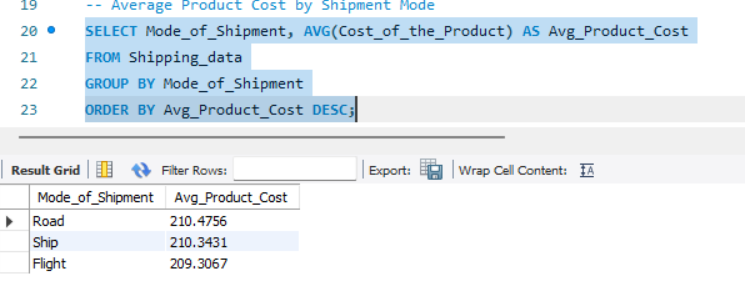 19 -- Average Product Cost by Shipment Mode
20 SELECT Mode_of_Shipment, AVG(Cost_of_the_Product) AS Avg_Product_Cost
21 FROM Shipping_data
22 GROUP BY Mode_of_Shipment
23 ORDER BY Avg_Product_Cost DESC;
Result Grid Filter Rows: Export: Wrap Cell Content: IA
Mode_of_Shipment Avg_Product_Cost
Road 210.4756
Ship 210.3431
Flight 209.3067